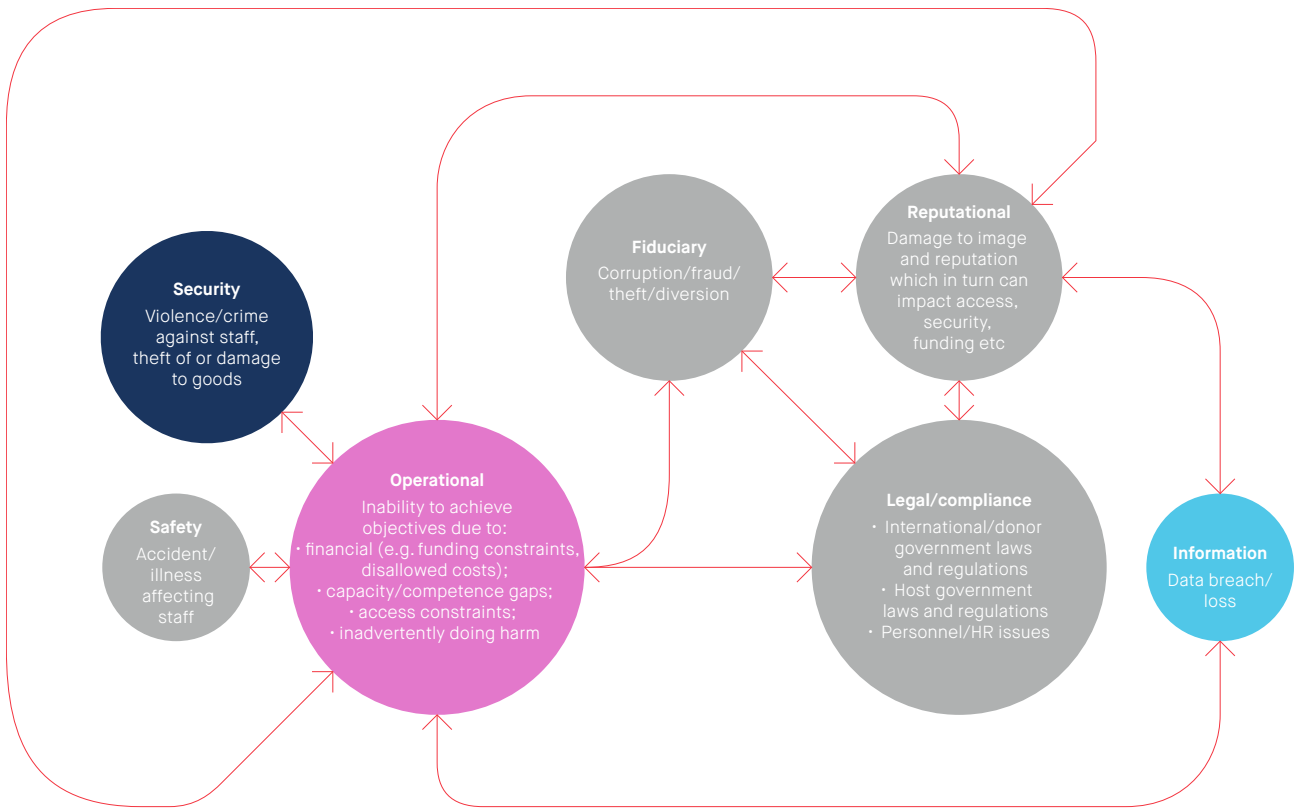 Security
Violence/crime
against staff,
theft of or damage
to goods
Safety
Accident/
illness
affecting
staff
Operational
Inability to achieve
objectives due to:
· financial (e.g. funding constraints,
disallowed costs);
· capacity/competence gaps;
· access constraints;
· inadvertently doing harm
Fiduciary
Corruption/fraud/
theft/diversion
Reputational
Damage to image
and reputation
which in turn can
impact access,
security,
funding etc
Legal/compliance
· International/donor
government laws
and regulations
· Host government
laws and regulations
· Personnel/HR issues
Information
Data breach/
loss